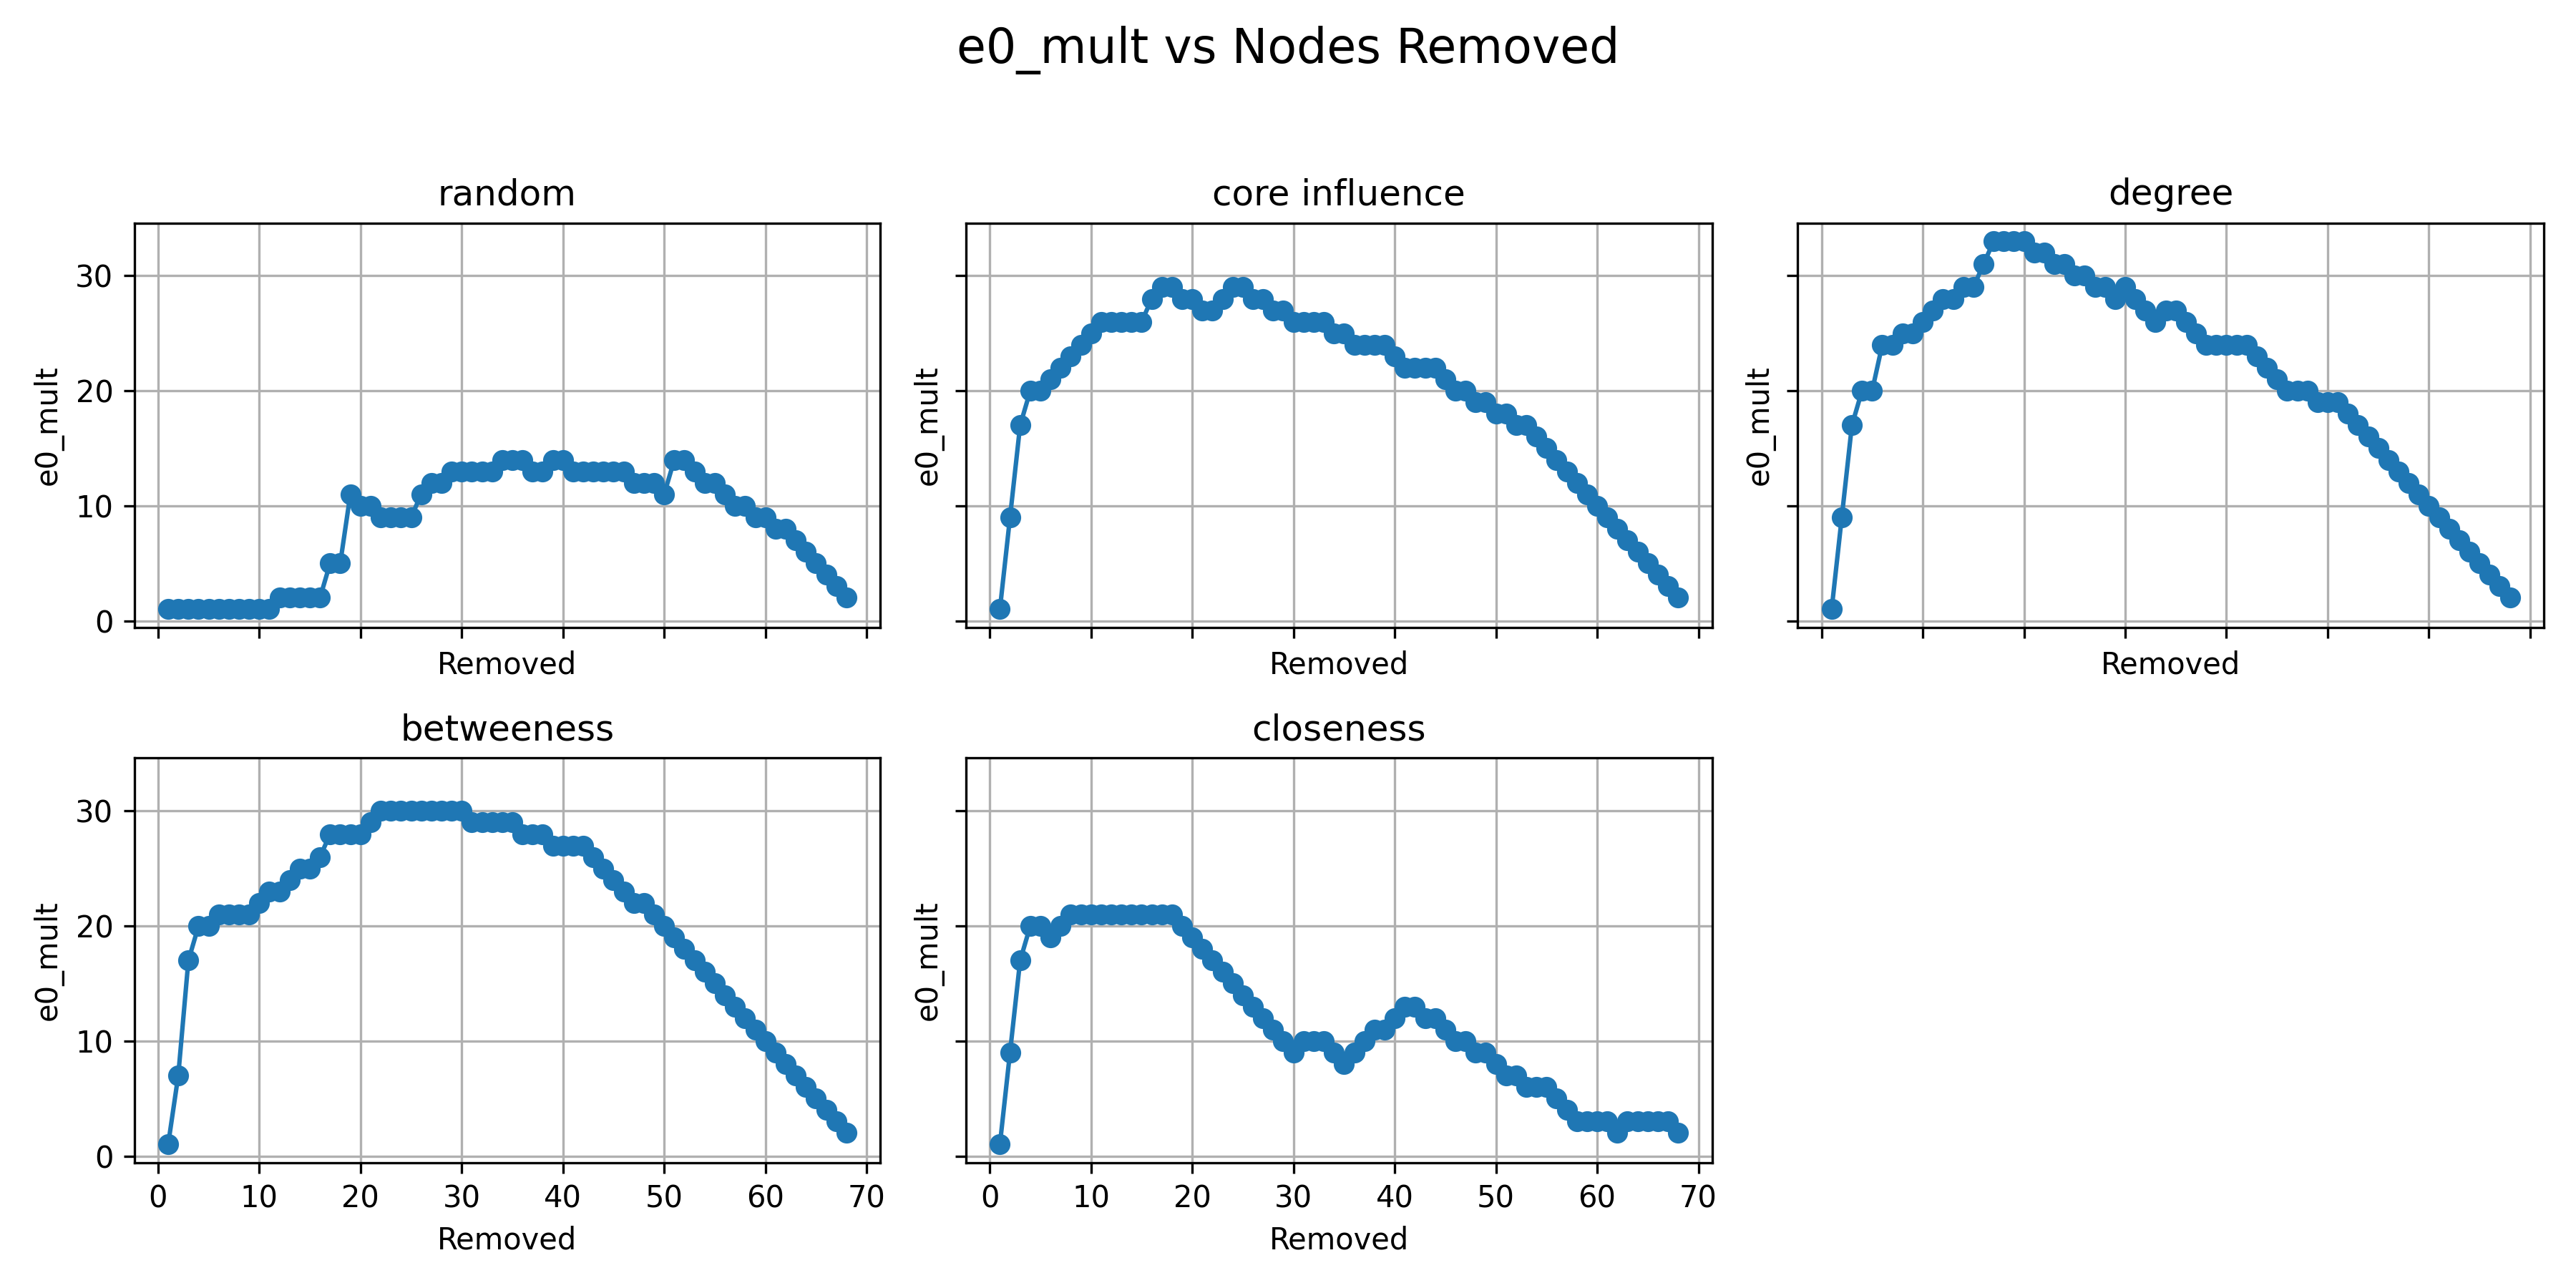 e0_mult vs Nodes Removed
random
core influence
degree
30
20
10
0
e0_mult
e0_mult
e0_mult
Removed
Removed
Removed
betweeness
closeness
30
20
10
0
e0_mult
e0_mult
0 10 20 30 40 50 60 70
0 10 20 30 40 50 60 70
Removed
Removed